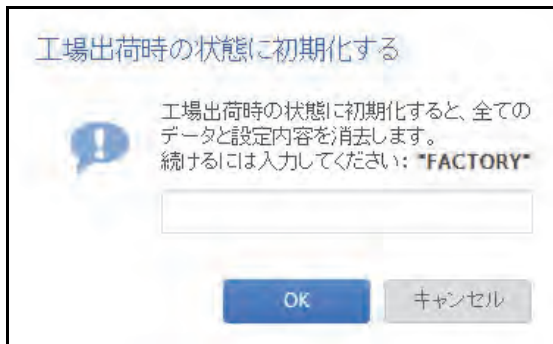 工場出荷時の状態に初期化する
工場出荷時の状態に初期化すると、全ての
データと設定内容を消去します。
続けるには入力してください: "FACTORY"
OK
キャンセル